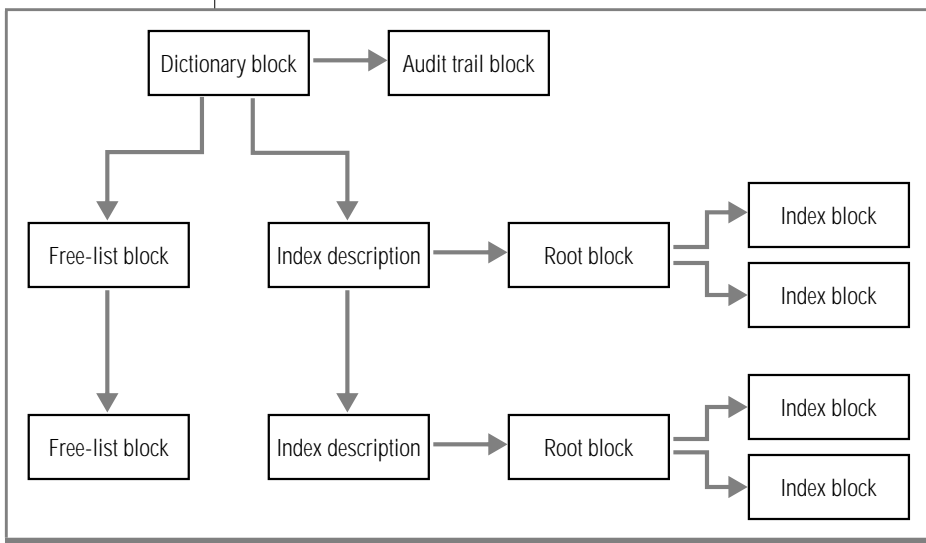 Dictionary block
Audit trail block
Index block
Free-list block
Index description
Root block
Index block
Index block
Free-list block
Index description
Root block
Index block